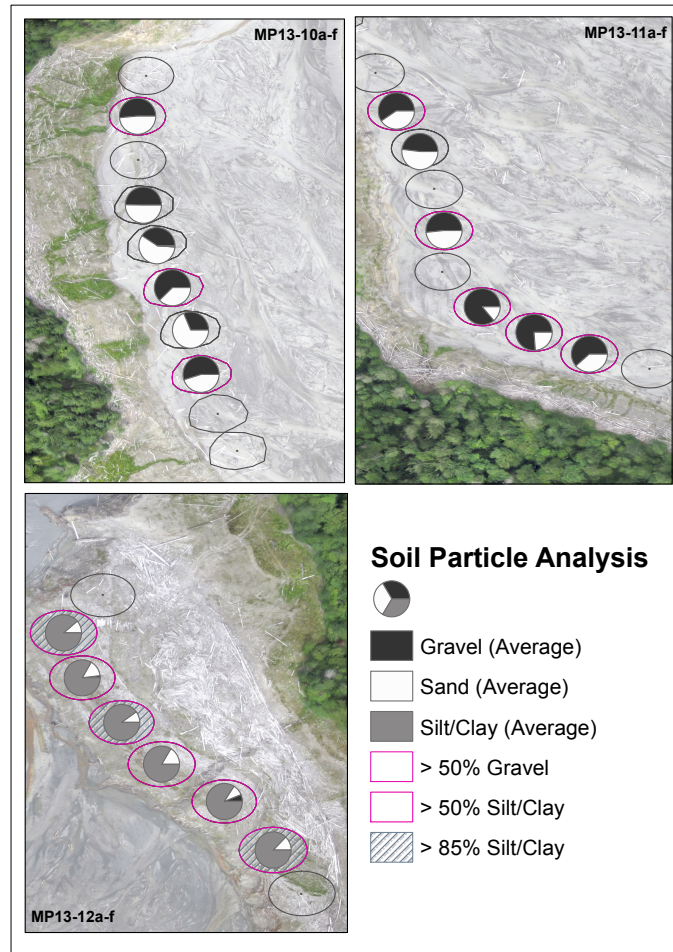 MP13-10a-f
MP13-11a-f
MP13-12a-f
Soil Particle Analysis
Gravel (Average)
Sand (Average)
Silt/Clay (Average)
> 50% Gravel
> 50% Silt/Clay
> 85% Silt/Clay